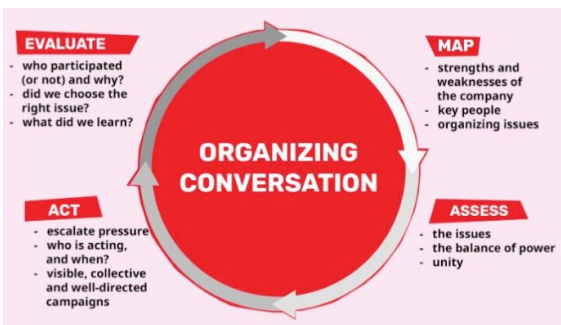 EVALUATE
- who participated
(or not) and why?
- did we choose the
right issue?
- what did we learn?
MAP
- strengths and
weaknesses of
the company
- key people
- organizing issues
ORGANIZING
CONVERSATION
ACT
- escalate pressure
- who is acting,
and when?
- visible, collective
and well-directed
campaigns
ASSESS
- the issues
- the balance of power
- unity